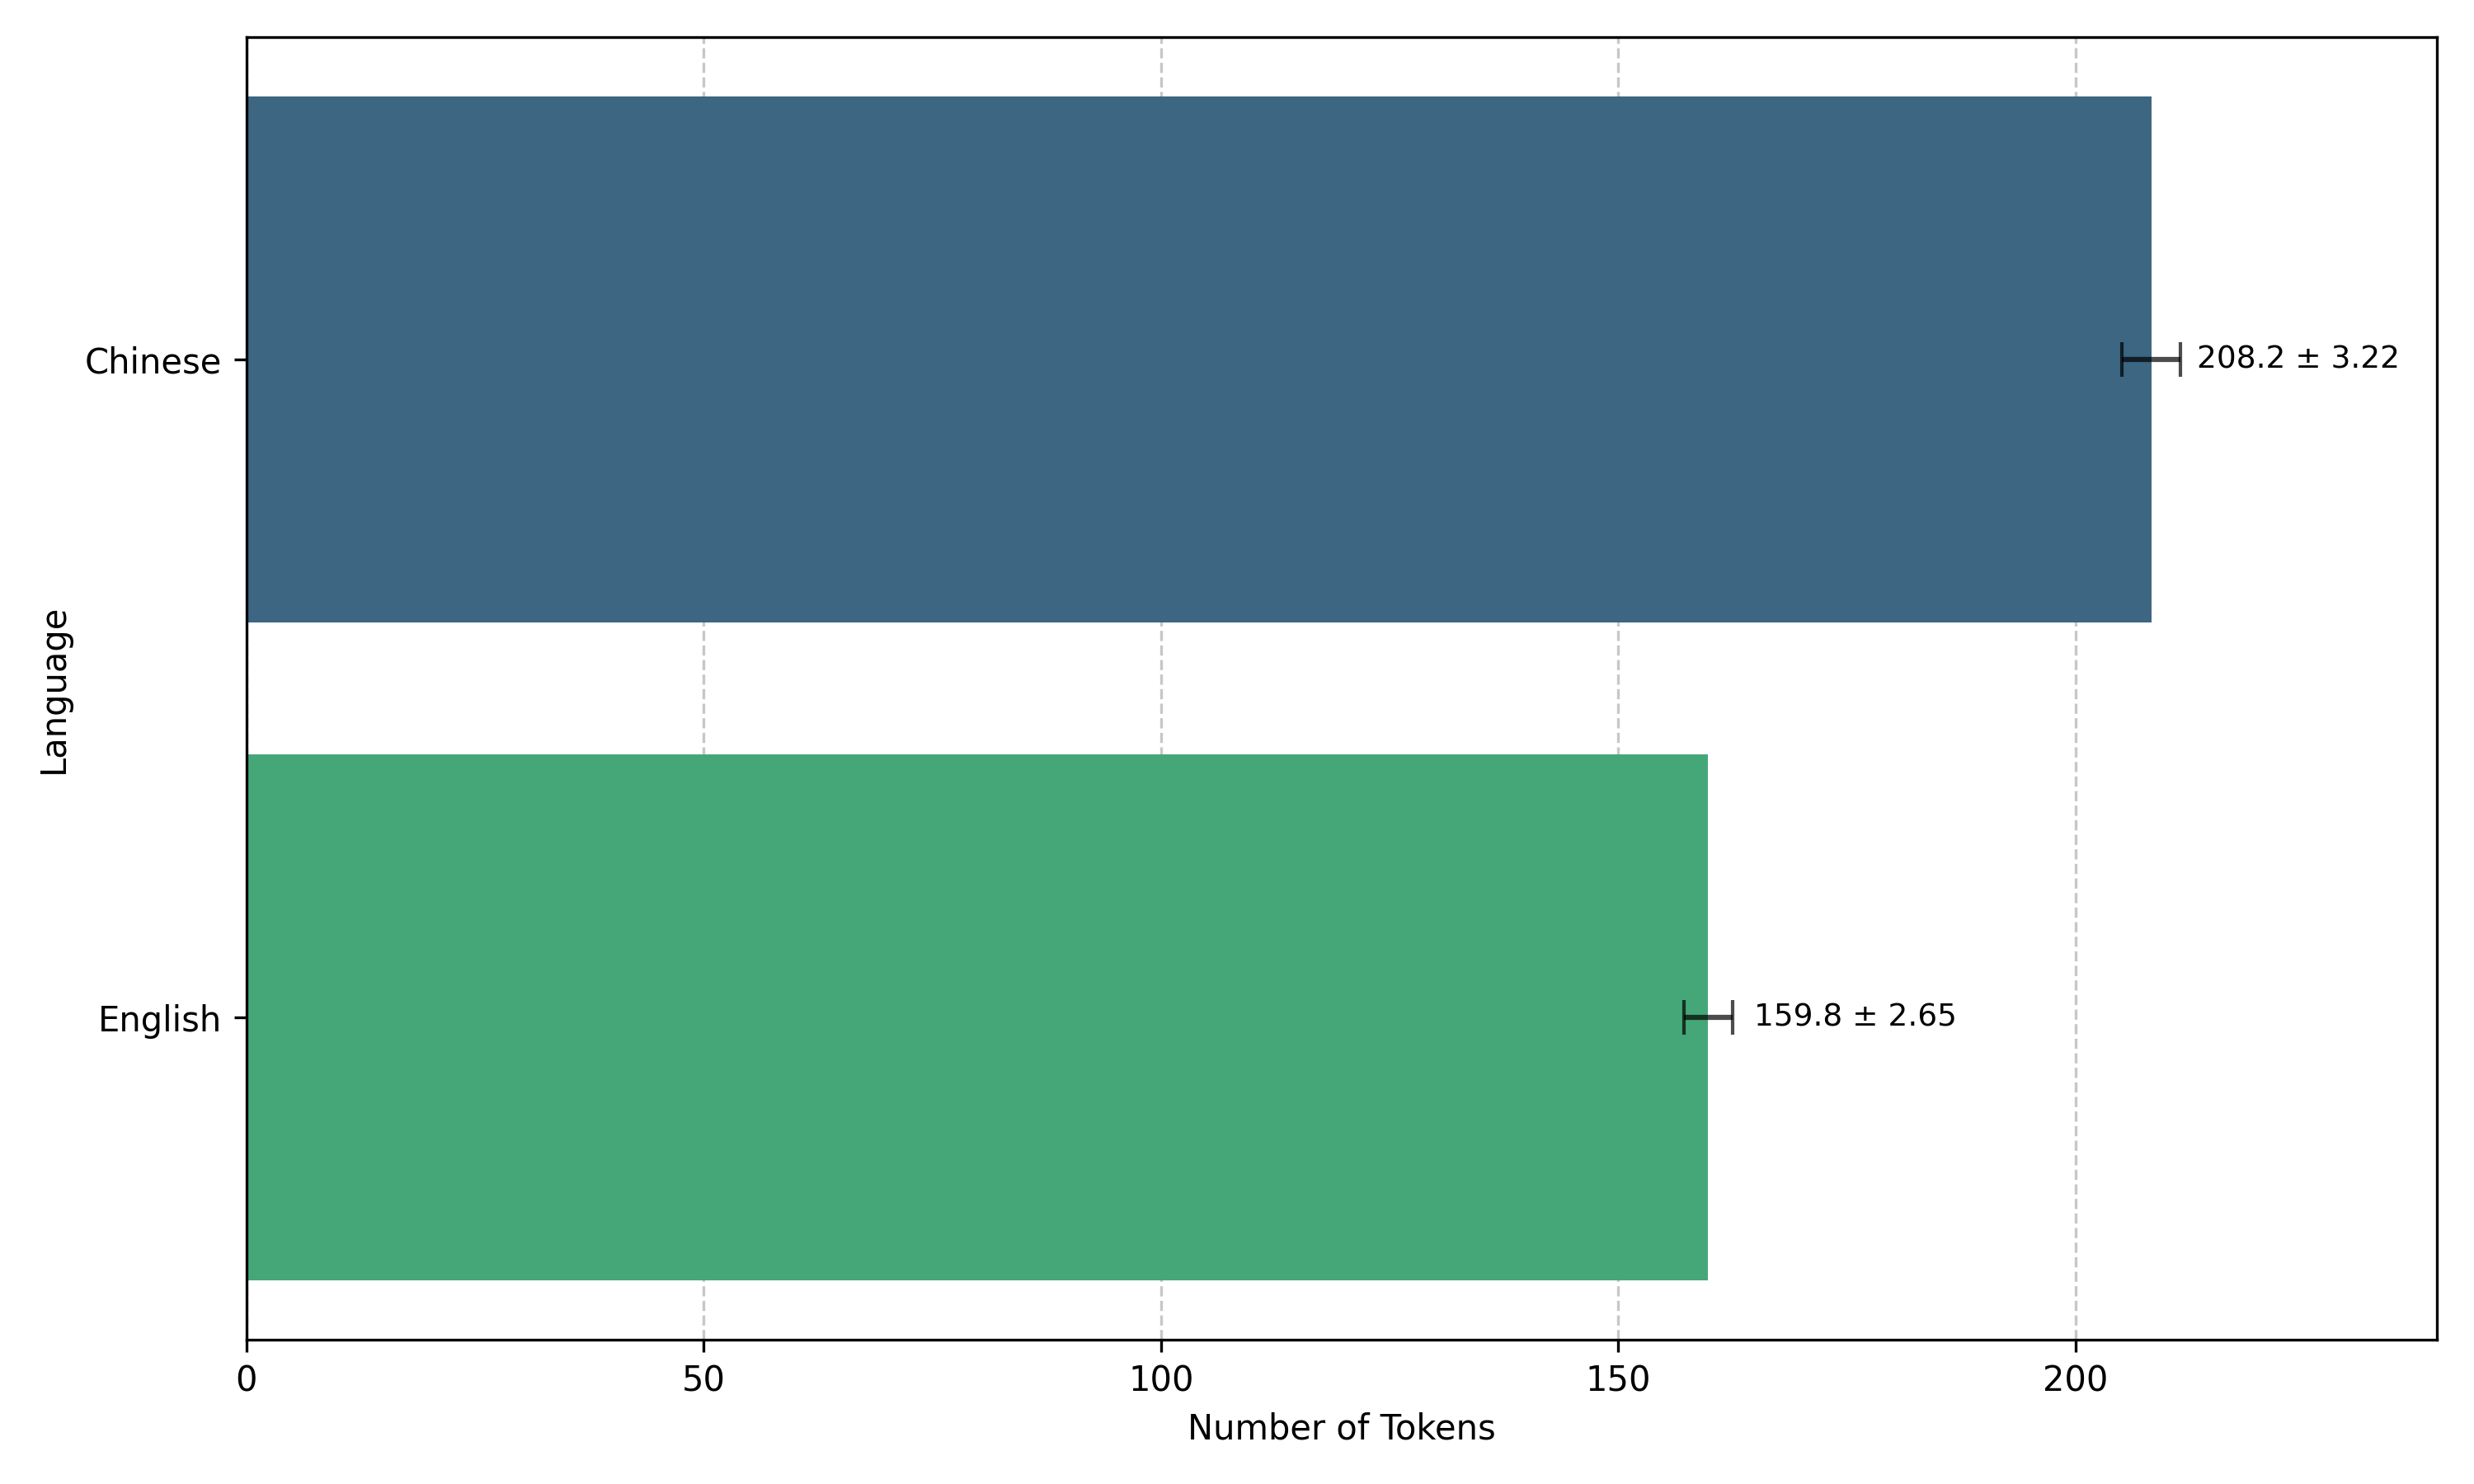 Chinese
208.2 ± 3.22
Language
English
159.8 ± 2.65
0 50 100 150 200
Number of Tokens